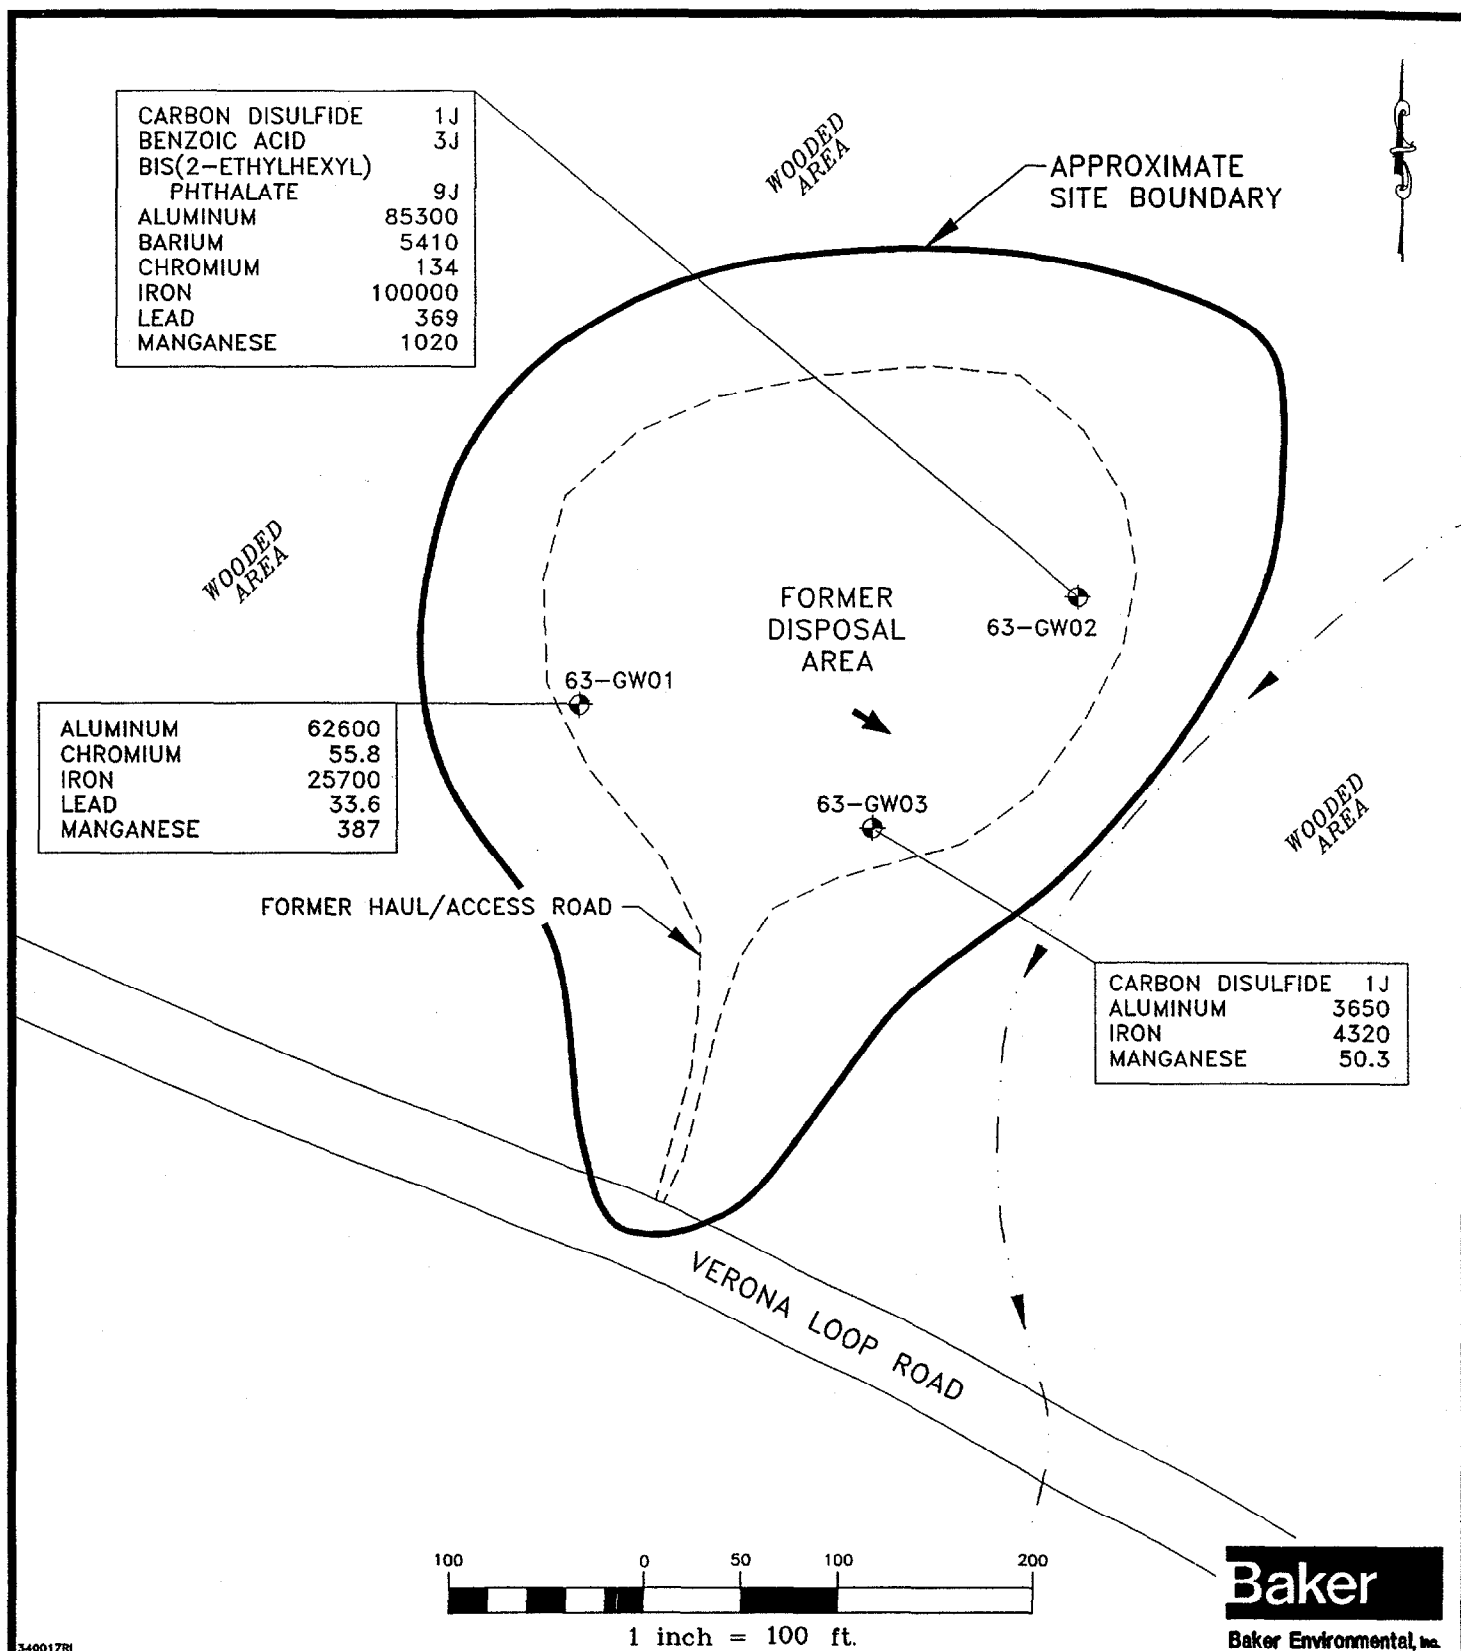 CARBON DISULFIDE 1J
BENZOIC ACID 3J
BIS(2-ETHYLHEXYL)
PHTHALATE 9J
ALUMINUM 85300
BARIUM 5410
CHROMIUM 134
IRON 100000
LEAD 369
MANGANESE 1020
WOODED
AREA
APPROXIMATE
SITE BOUNDARY
WOODED
AREA
FORMER
DISPOSAL
AREA
63-GW02
63-GW01
ALUMINUM 62600
CHROMIUM 55.8
IRON 25700
LEAD 33.6
MANGANESE 387
63-GW03
WOODED
AREA
FORMER HAUL/ACCESS ROAD
CARBON DISULFIDE 1J
ALUMINUM 3650
IRON 4320
MANGANESE 50.3
VERONA LOOP ROAD
100 0 50 100 200
1 inch = 100 ft.
Baker
Baker Environmental, Inc.
340017RI